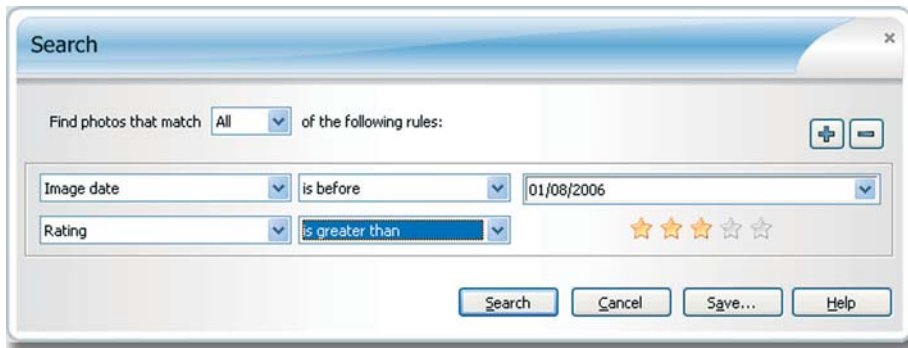 Search
Find photos that match All of the following rules:
Image date is before 01/08/2006
Rating is greater than
Search Cancel Save... Help